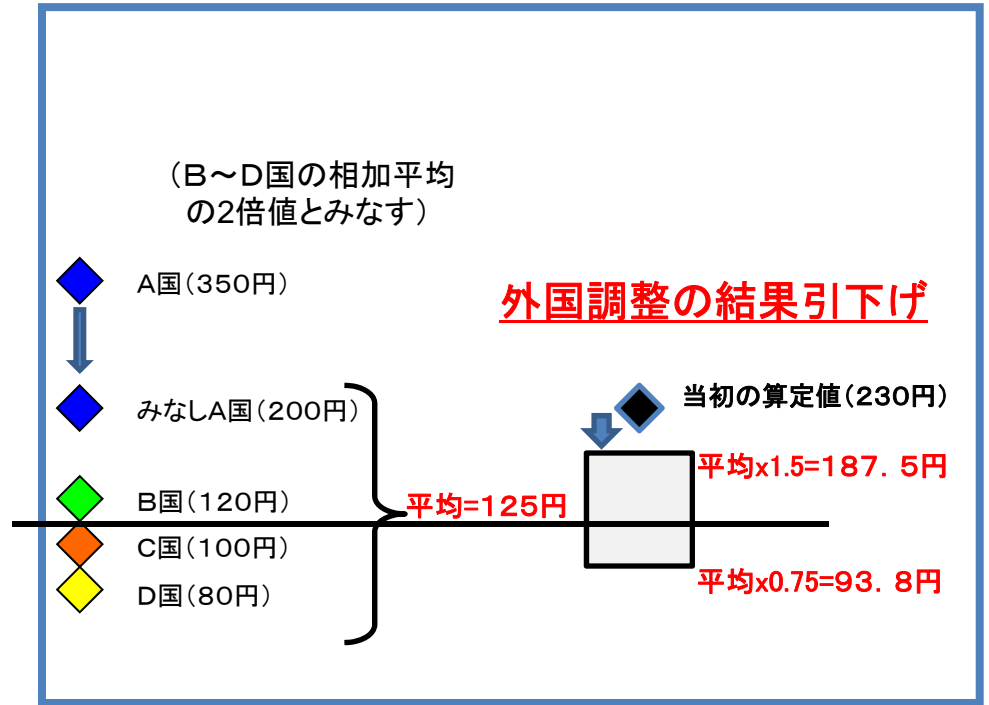 （B～D国の相加平均
の2倍値とみなす）
A国（350円）
外国調整の結果引下げ
みなしA国（200円）
当初の算定値（230円）
平均x1.5=187．5円
B国（120円）
平均=125円
C国（100円）
平均x0.75=93．8円
D国（80円）